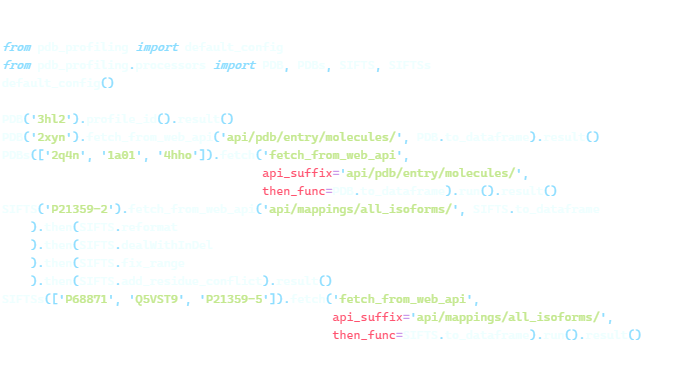 from pdb_profiling import default_config
from pdb_profiling.processors import PDB, PDBs, SIFTS, SIFTSs
default_config()
PDB('3hl2').profile_id().result()
PDB('2xyn').fetch_from_web_api('api/pdb/entry/molecules/', PDB.to_dataframe).result()
PDBs(['2q4n', '1a01', '4hho']).fetch('fetch_from_web_api',
api_suffix='api/pdb/entry/molecules/',
then_func=PDB.to_dataframe).run().result()
SIFTS('P21359-2').fetch_from_web_api('api/mappings/all_isoforms/', SIFTS.to_dataframe
).then(SIFTS.reformat
).then(SIFTS.dealWithInDel
).then(SIFTS.fix_range
).then(SIFTS.add_residue_conflict).result()
SIFTSs(['P68871', 'Q5VST9', 'P21359-5']).fetch('fetch_from_web_api',
api_suffix='api/mappings/all_isoforms/',
then_func=SIFTS.to_dataframe).run().result()